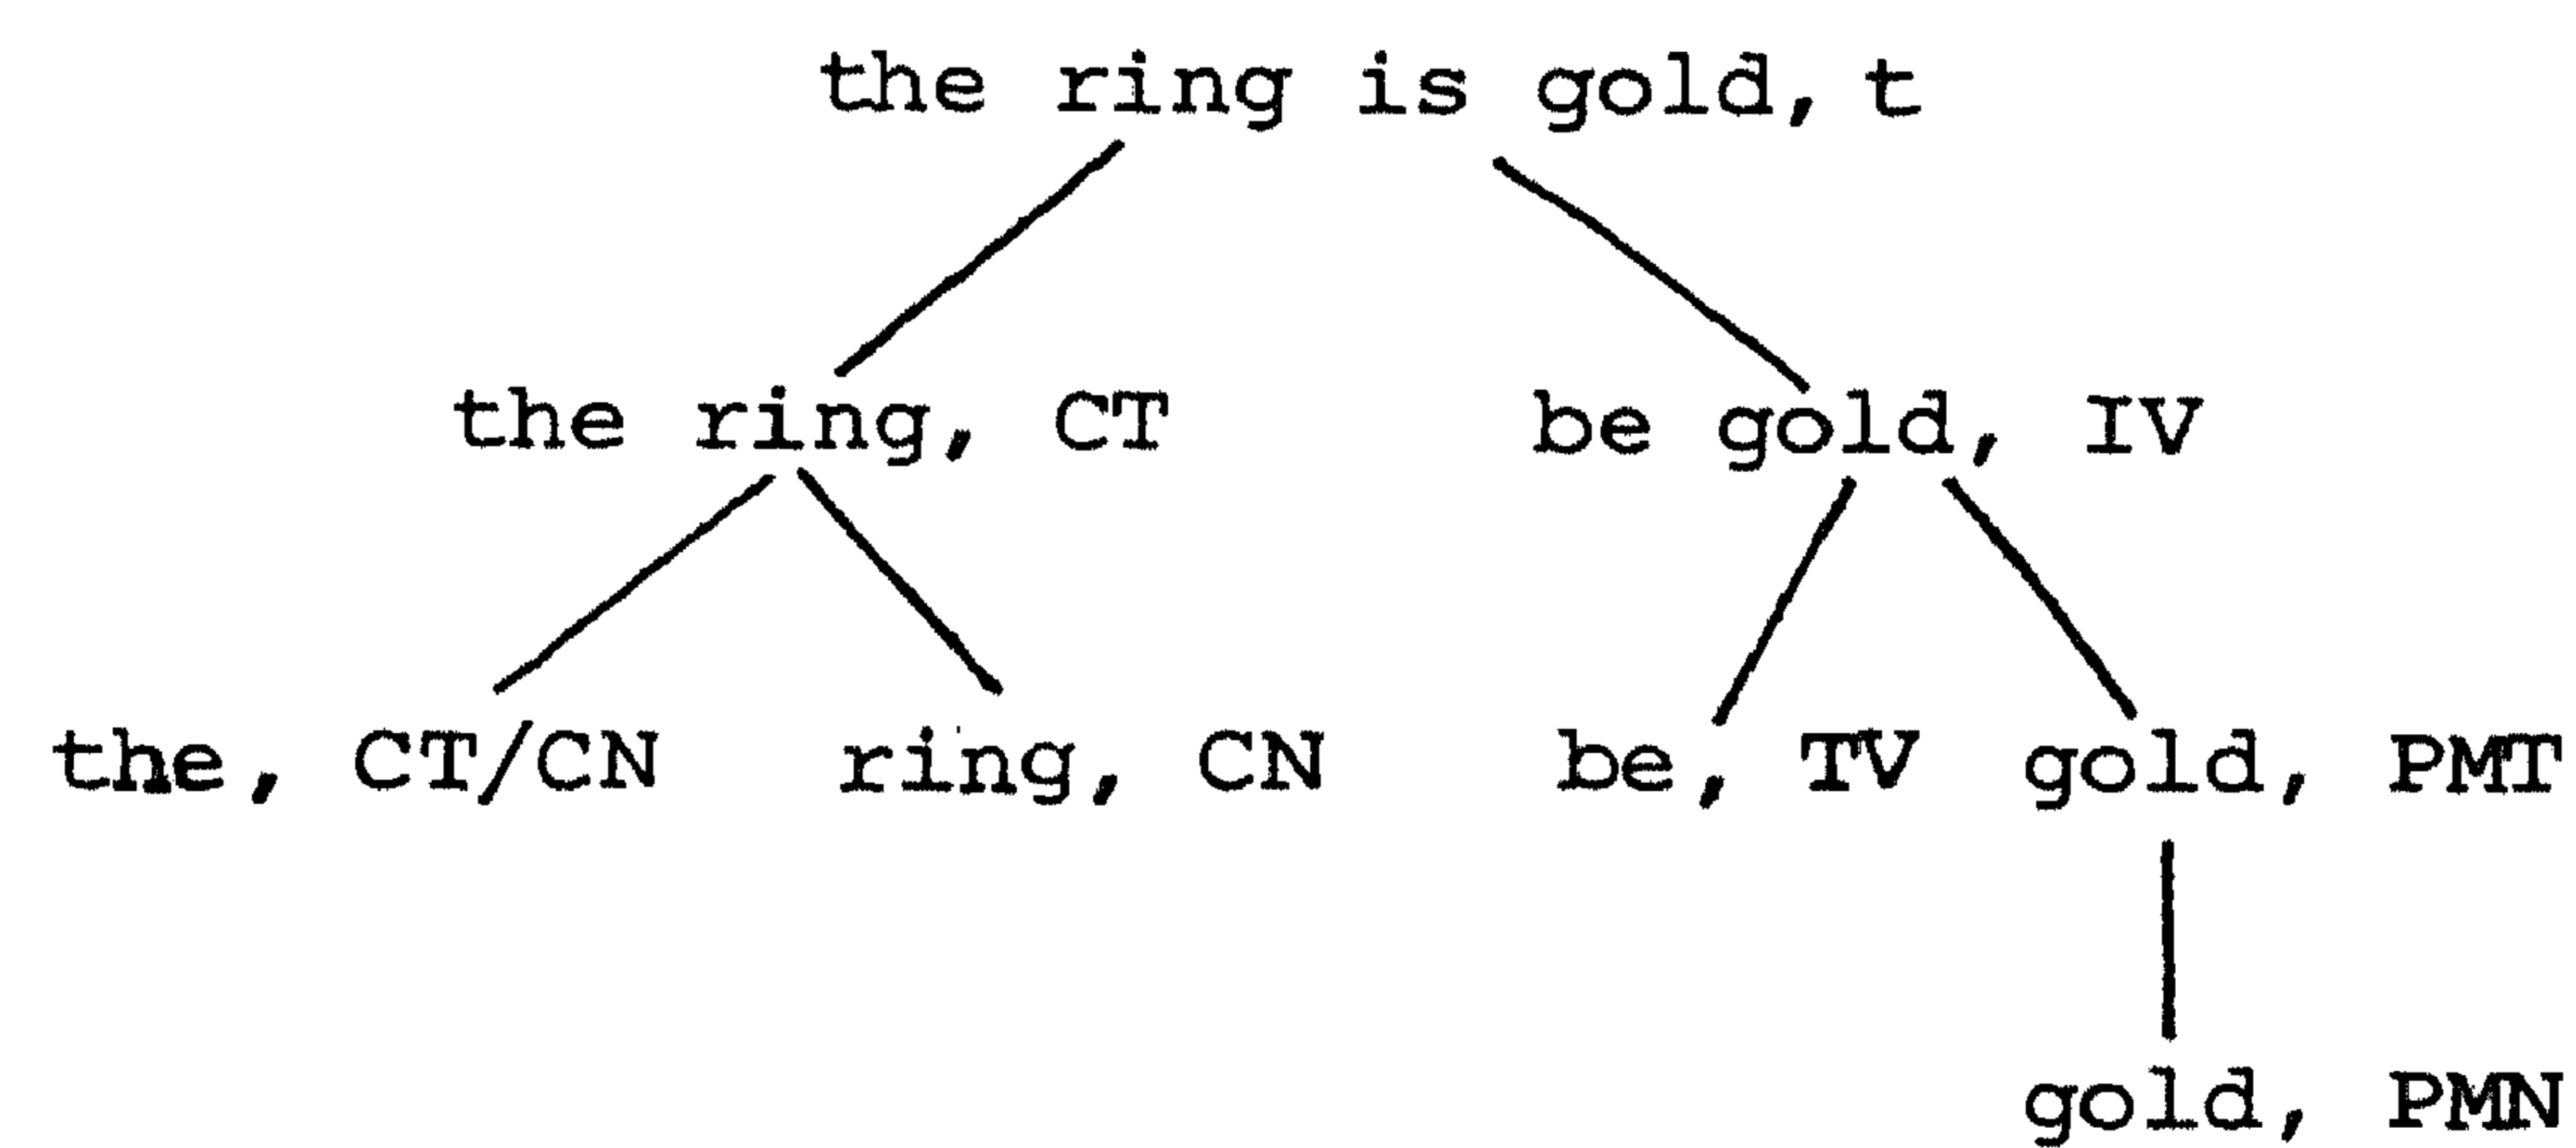 the ring is gold, t
the ring, CT be gold, IV
the, CT/CN ring, CN be, TV gold, PMT
gold, PMN